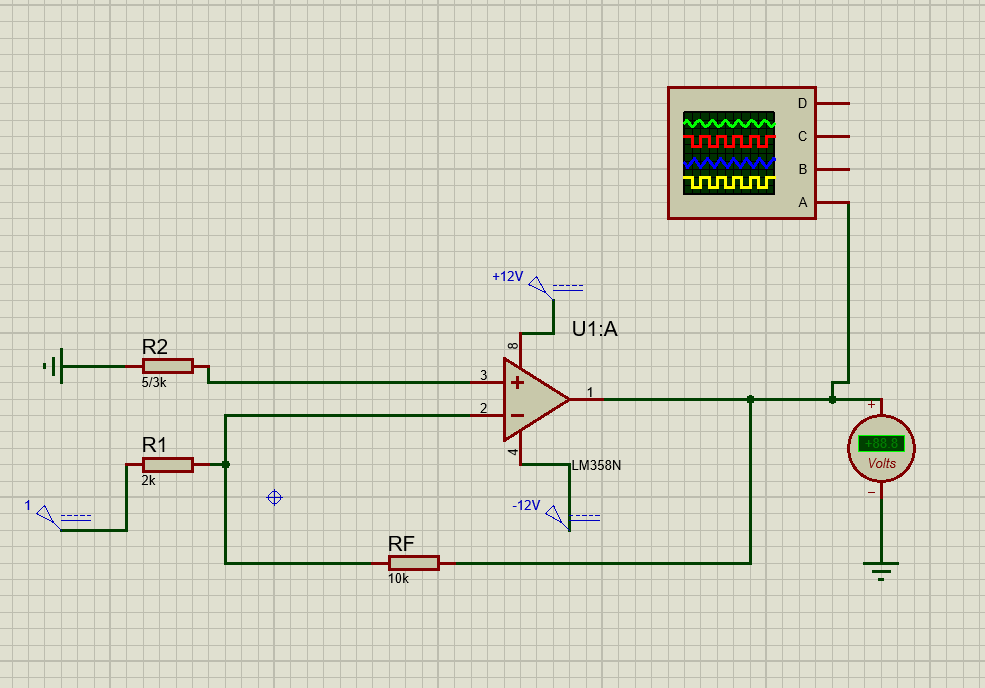 D
C
B
A
+12V
U1:A
8
R2
5/3k
3
1
2
+
R1
2k
4
LM358N
+88.8
Volts
1
-12V
RF
10k